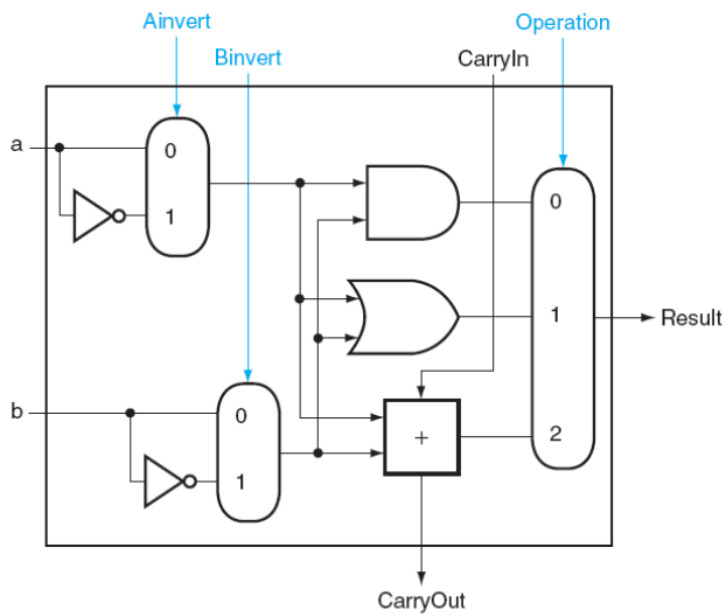 Ainvert
Operation
Binvert
CarryIn
a
0
1
0
1
Result
b
0
1
2
+
CarryOut